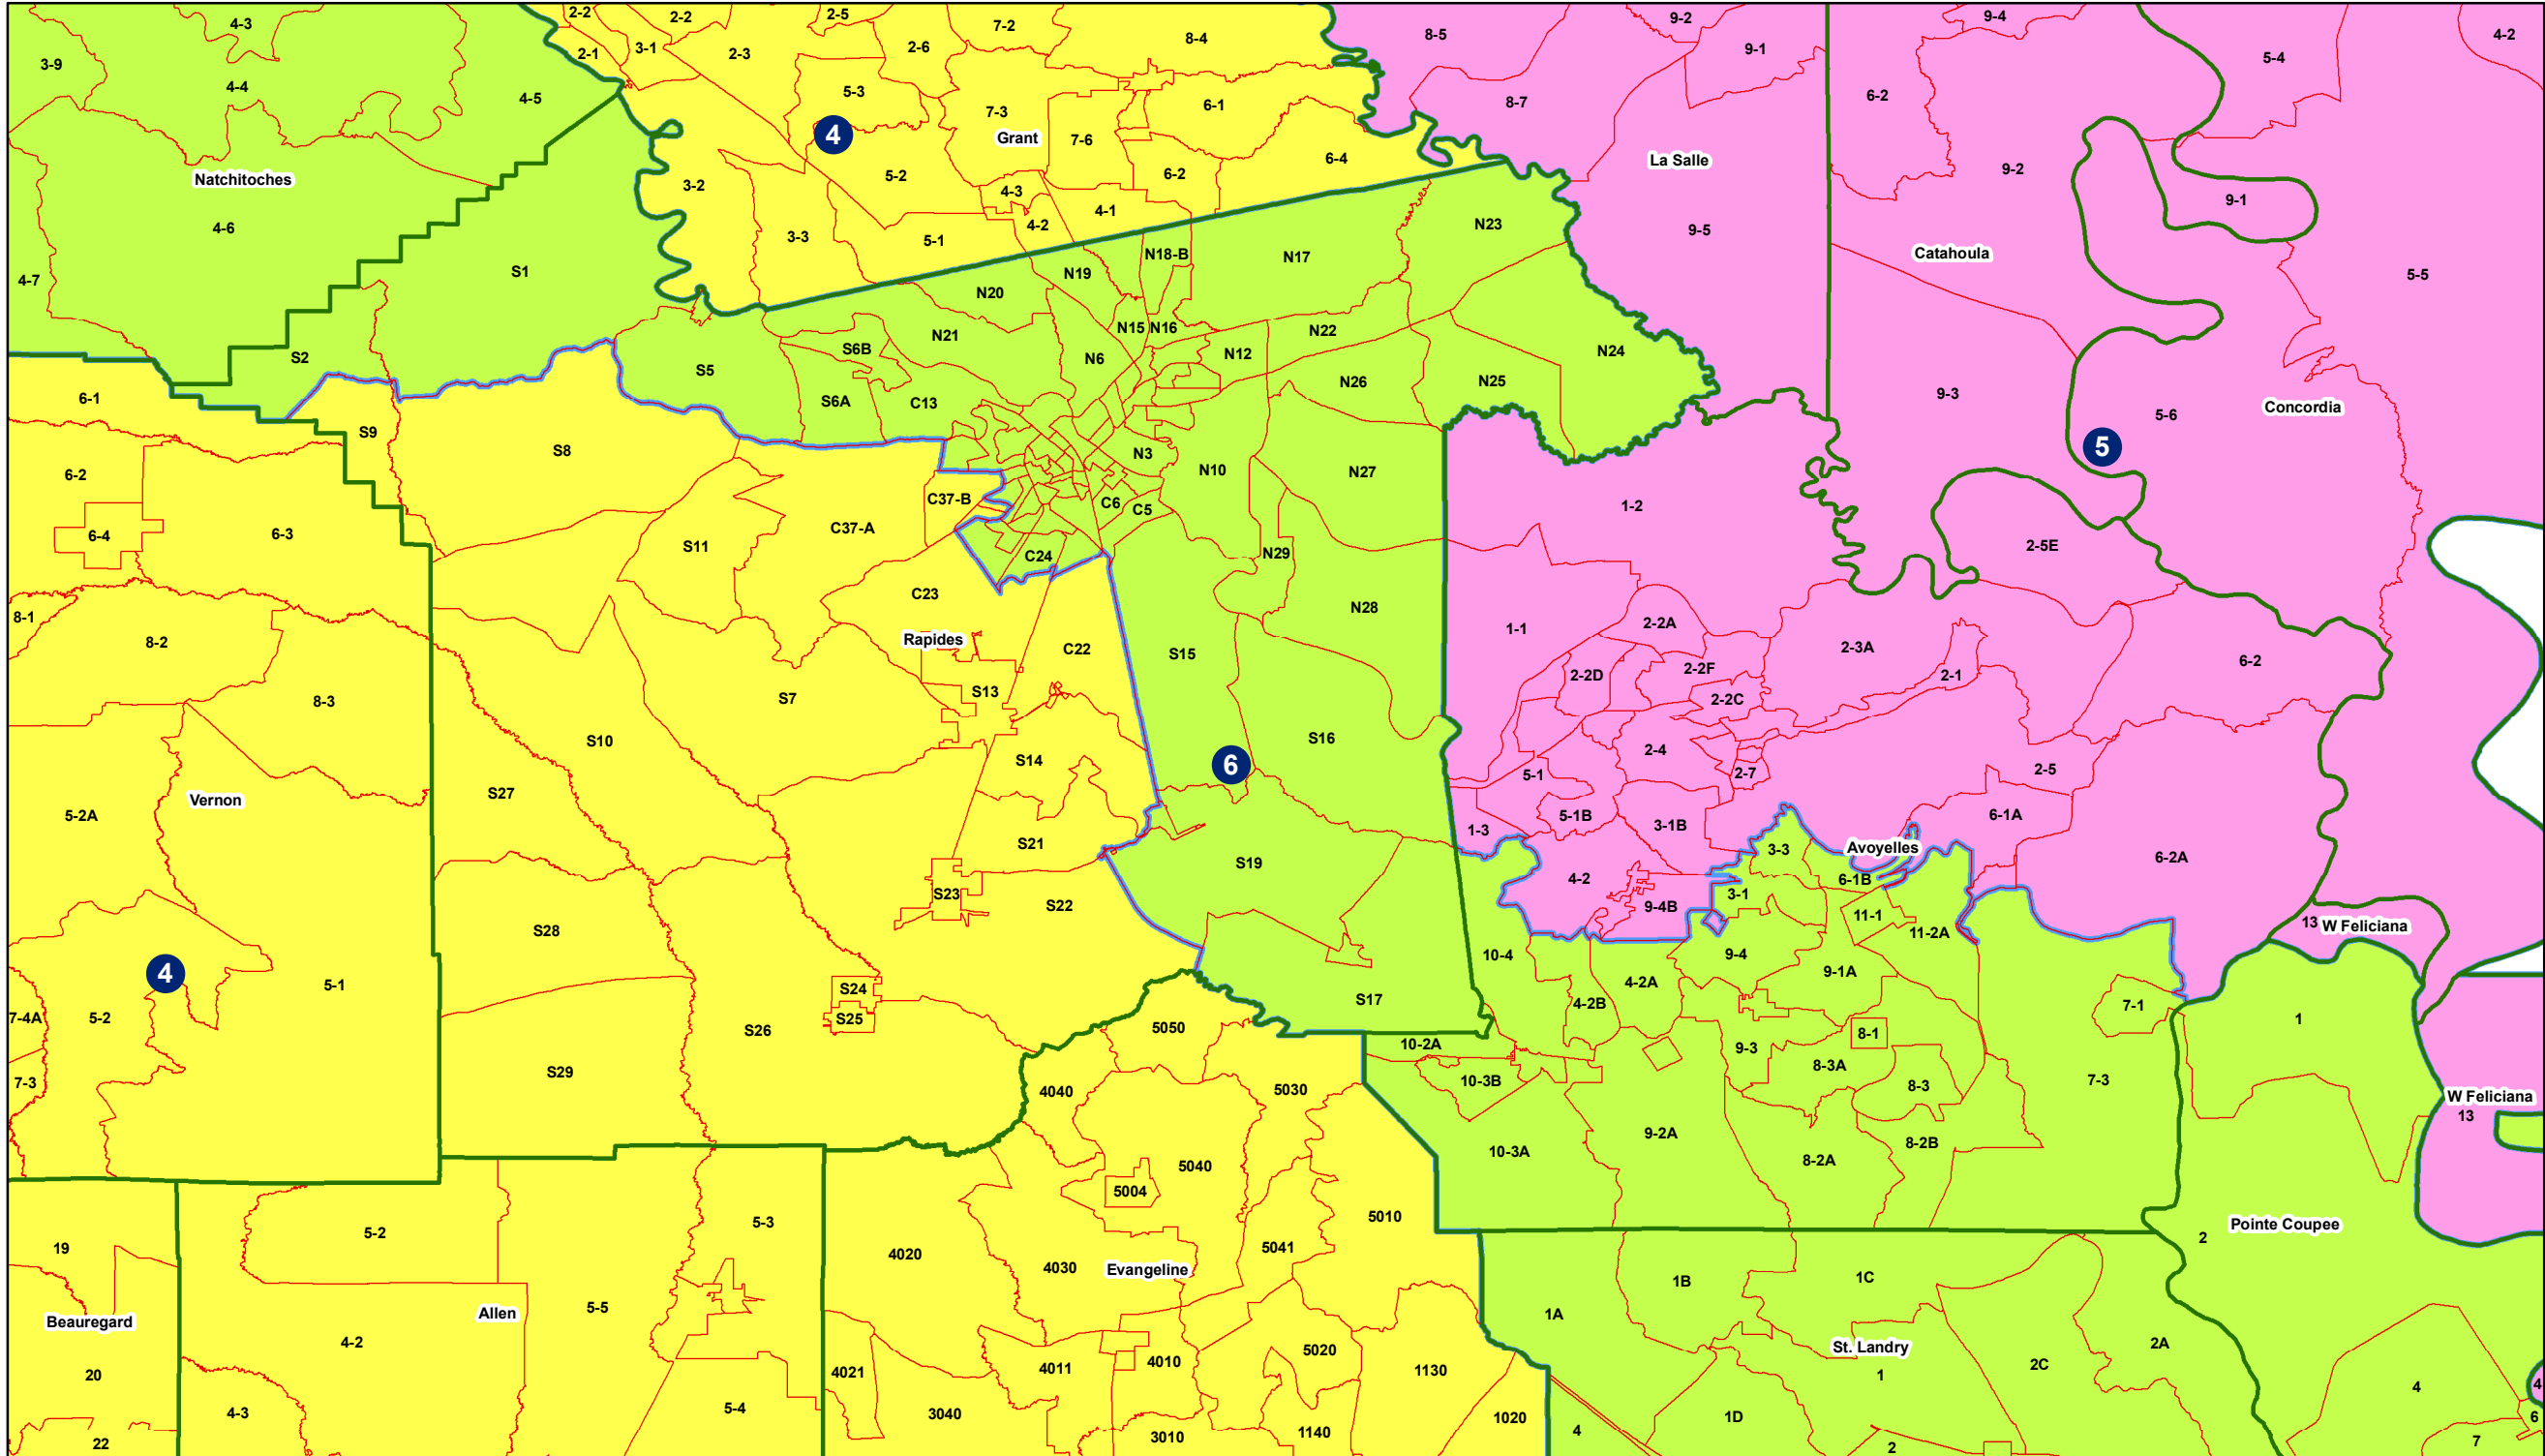 2-2
2-2
2-5
7-2
8-5
9-2
9-4
4-2
4-3
3-1
2-1
2-3
2-6
8-4
9-1
5-4
3-9
4-4
4-5
5-3
7-3
6-1
8-7
6-2
4
Grant
7-6
La Salle
Natchitoches
3-2
5-2
4-3
6-2
6-4
9-2
9-1
4-6
3-3
5-1
4-2
4-1
N23
9-5
Catahoula
4-7
S1
N20
N19
N18-B
N17
5-5
S2
S5
S6B
N21
N6
N15
N16
N12
N22
N24
6-1
S6A
C13
N26
N25
9-3
5-6
Concordia
S9
S8
N3
N10
N27
5
6-2
6-4
6-3
S11
C37-A
C37-B
C6
C5
1-2
C24
N29
2-5E
8-1
8-2
C23
N28
1-1
2-2A
Rapides
C22
S15
2-3A
2-1
6-2
8-3
S7
S13
2-2D
2-2F
2-2C
S10
S14
6
S16
2-4
2-7
2-5
5-2A
Vernon
S27
5-1
5-1B
3-1B
6-1A
S21
S19
1-3
3-3
Avoyelles
6-2A
S23
S22
4-2
9-4B
3-1
6-1B
S28
11-1
11-2A
13
W Feliciana
4
5-1
S24
S25
S17
10-4
4-2A
4-2B
9-4
9-1A
7-1
1
7-4A
5-2
S26
5050
10-2A
9-3
8-1
7-3
S29
4040
5030
10-3B
8-3A
8-3
7-3
W Feliciana
13
5040
10-3A
9-2A
8-2A
8-2B
5004
19
5-2
5-3
4020
4030
Evangeline
5041
5010
2
Pointe Coupee
Beauregard
Allen
5-5
1A
1B
1C
4-2
4021
4011
4010
5020
1130
St. Landry
1
2C
2A
20
4-3
5-4
3040
3010
1140
1020
4
1D
2
4
4
6
7
22